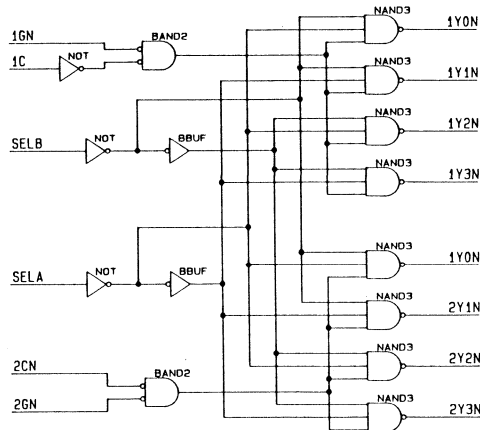 NAND3
1GN
BAND2
1Y0N
1C
NOT
NAND3
1Y1N
NAND3
1Y2N
SELB
NOT
BBUF
NAND3
1Y3N
NAND3
1Y0N
SELA
NOT
BBUF
NAND3
2Y1N
NAND3
2Y2N
2CN
BAND2
2GN
NAND3
2Y3N